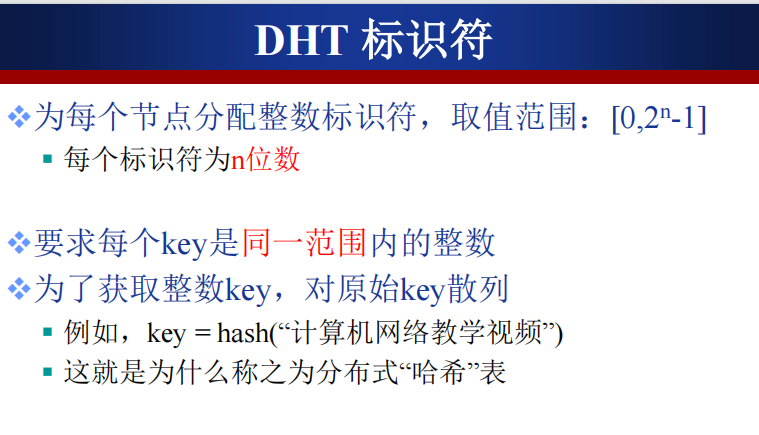 DHT 标识符
❖为每个节点分配整数标识符，取值范围：[0,2ⁿ-1]
▪ 每个标识符为n位数
❖要求每个key是同一范围内的整数
❖为了获取整数key，对原始key散列
▪ 例如，key = hash(“计算机网络教学视频”)
▪ 这就是为什么称之为分布式“哈希”表